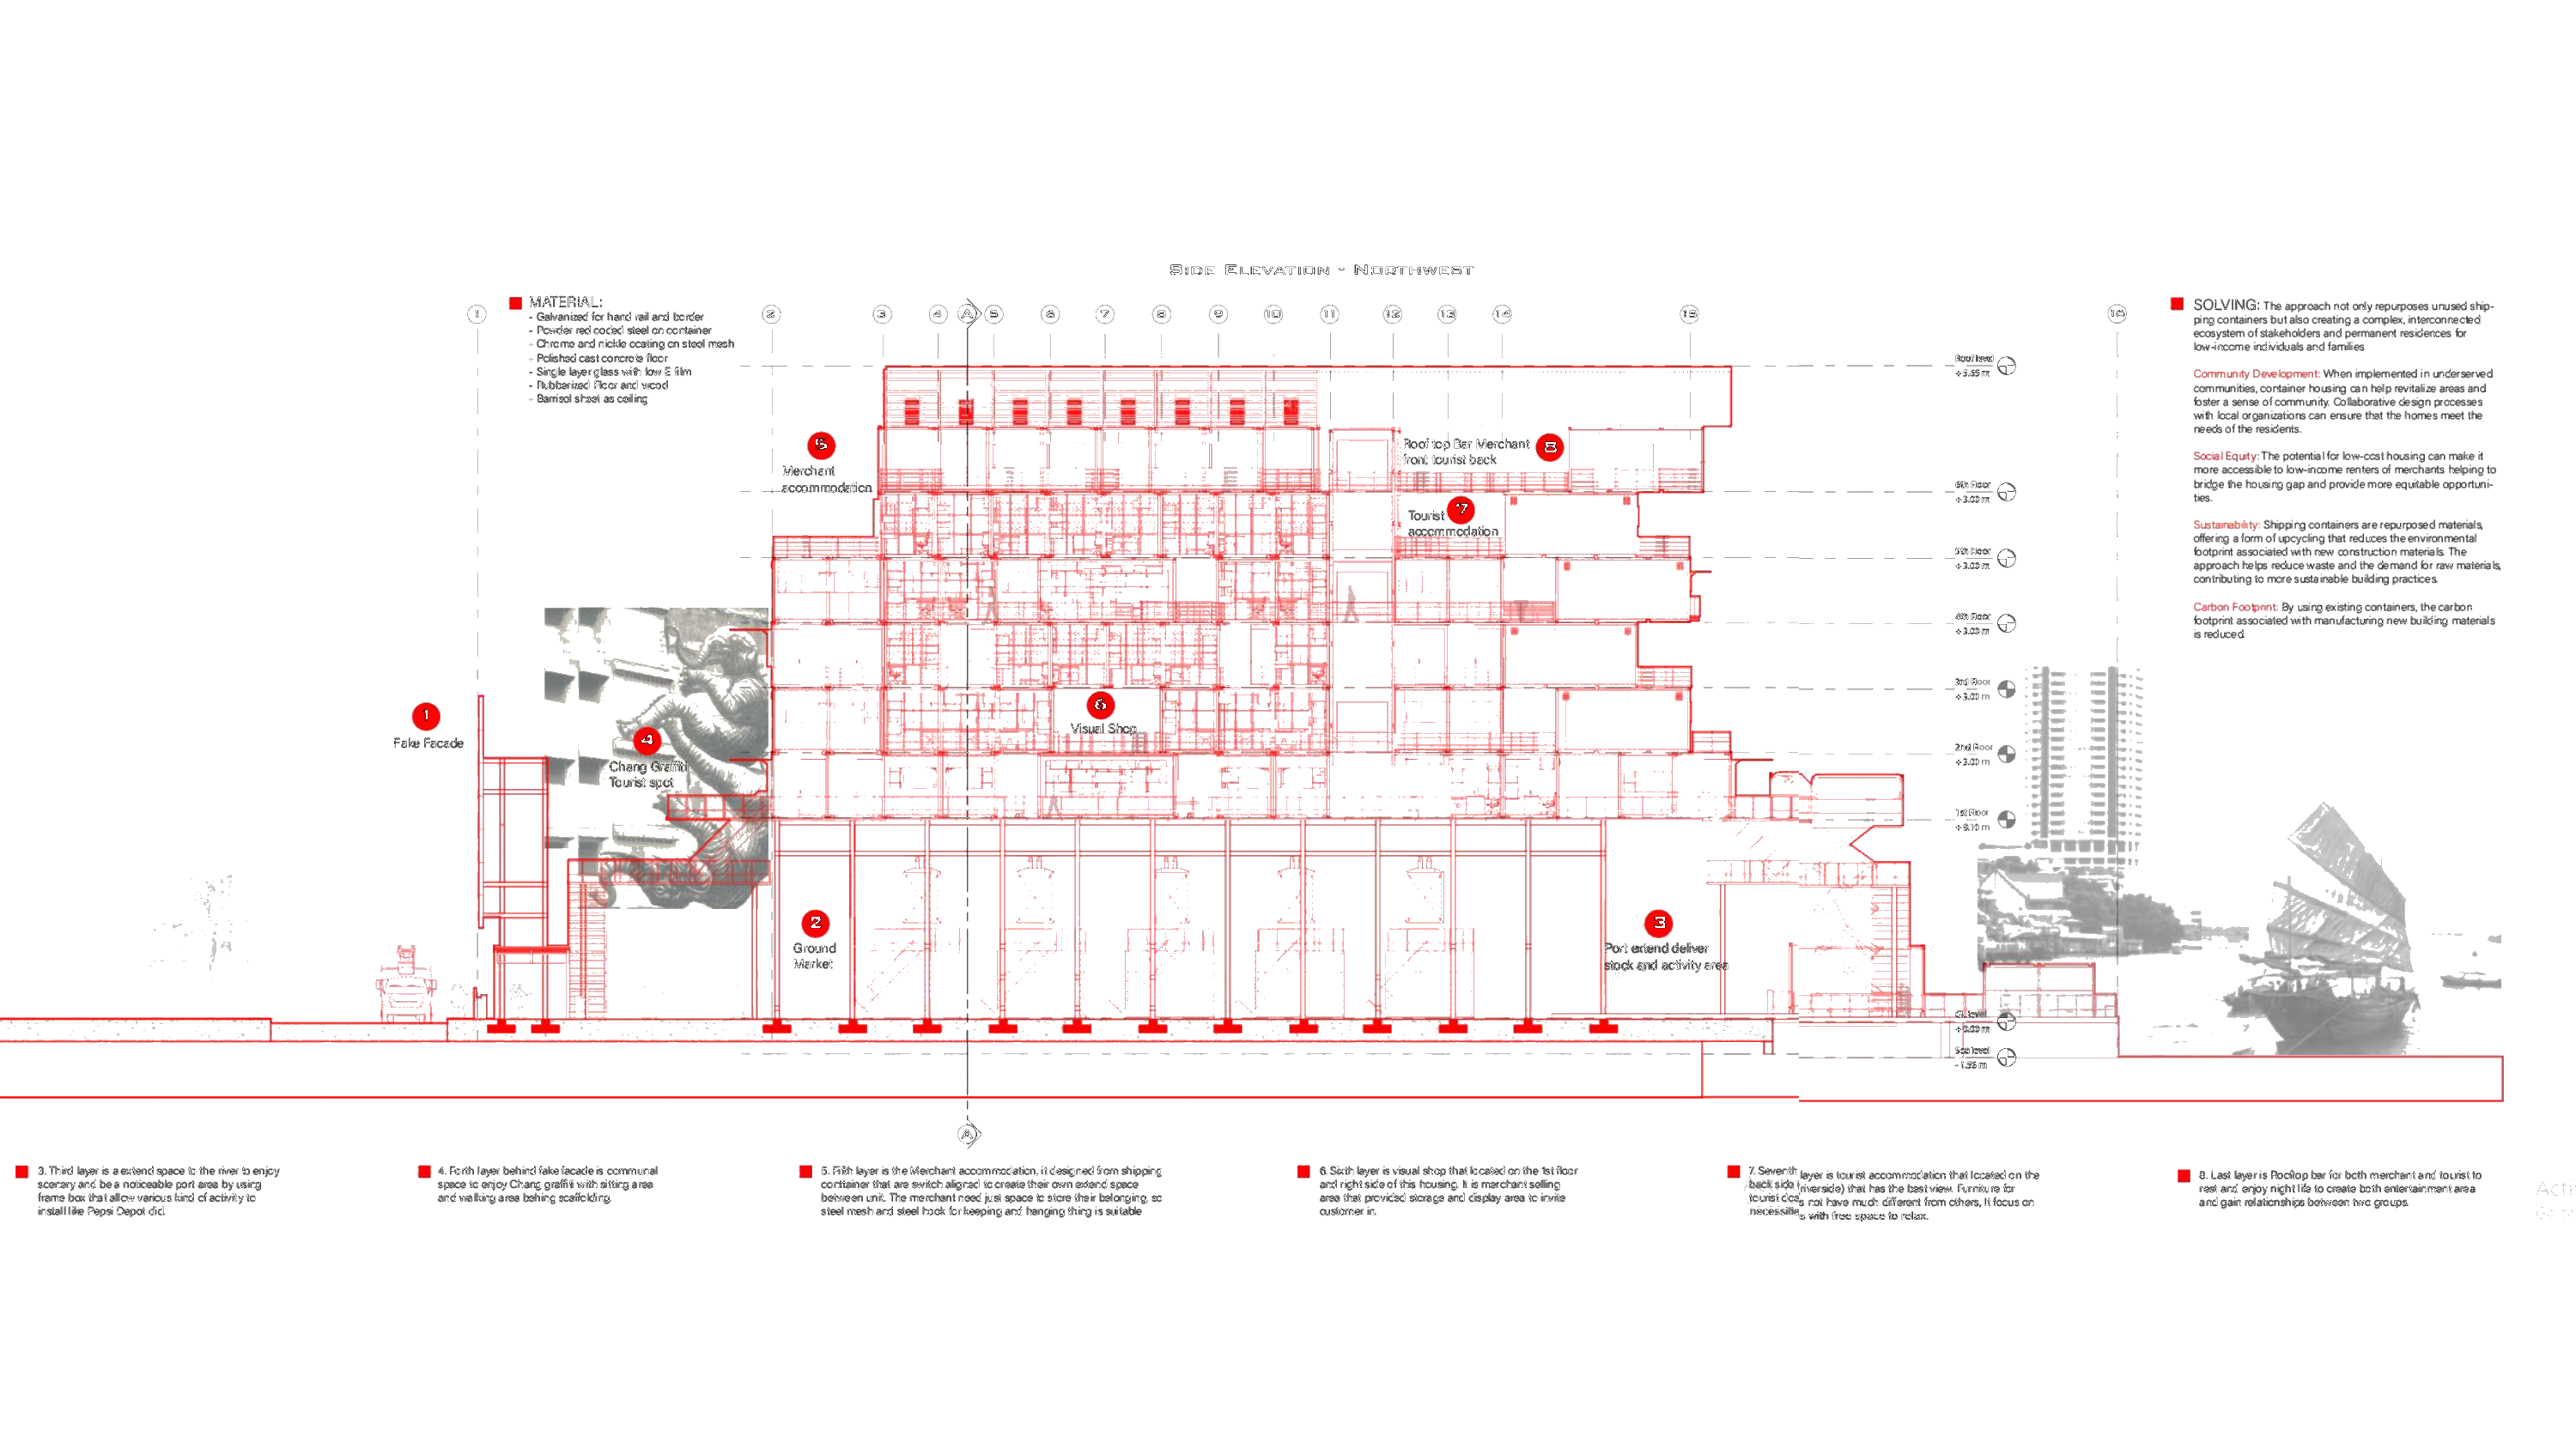 SIDE ELEVATION - NORTHWEST
1
2
3
4
A
5
6
7
8
9
10
11
12
13
14
15
16
MATERIAL:
- Galvanized for hand rail and border
- Powder red coded steel on container
- Chrome and nickle coating on steel mesh
- Polished cast concrete floor
- Single layer glass with low E film
- Rubberized Floor and wood
- Barrisol sheet as ceiling
SOLVING: The approach not only repurposes unused ship-
ping containers but also creating a complex, interconnected
ecosystem of stakeholders and permanent residences for
low-income individuals and families
Community Development: When implemented in underserved
communities, container housing can help revitalize areas and
foster a sense of community. Collaborative design processes
with local organizations can ensure that the homes meet the
needs of the residents.
Social Equity: The potential for low-cost housing can make it
more accessible to low-income renters of merchants helping to
bridge the housing gap and provide more equitable opportuni-
ties.
Sustainability: Shipping containers are repurposed materials,
offering a form of upcycling that reduces the environmental
footprint associated with new construction materials. The
approach helps reduce waste and the demand for raw materials,
contributing to more sustainable building practices.
Carbon Footprint: By using existing containers, the carbon
footprint associated with manufacturing new building materials
is reduced.
Roof level
6th Floor
+ 3.00 m
5th Floor
+ 3.00 m
4th Floor
+ 3.00 m
3rd Floor
+ 3.00 m
2nd Floor
+ 3.00 m
1st Floor
level
Sea level
5
Merchant
accommodation
Rooftop Bar Merchant
front tourist back
8
7
Tourist
accommodation
6
Visual Shop
1
Fake Facade
4
Chang Graffiti
Tourist spot
2
Ground
Market
3
Port extend deliver
stock and activity area
A
3. Third layer is a extend space to the river to enjoy
scenery and be a noticeable port area by using
frame box that allow various kind of activity to
install like Pepsi Depot did.
4. Forth layer behind fake facade is communal
space to enjoy Chang graffiti with sitting area
and walking area behing scaffolding.
5. Fifth layer is the Merchant accommodation, it designed from shipping
container that are switch aligned to create their own extend space
between unit. The merchant need just space to store their belonging, so
steel mesh and steel hook for keeping and hanging thing is suitable
6. Sixth layer is visual shop that located on the 1st floor
and right side of this housing. It is merchant selling
area that provided storage and display area to invite
customer in.
7. Seventh layer is tourist accommodation that located on the
back side (riverside) that has the best view. Furniture for
tourist does not have much different from others, it focus on
with free space to relax.
8. Last layer is Rooftop bar for both merchant and tourist to
rest and enjoy night life to create both entertainment area
and gain relationships between two groups.